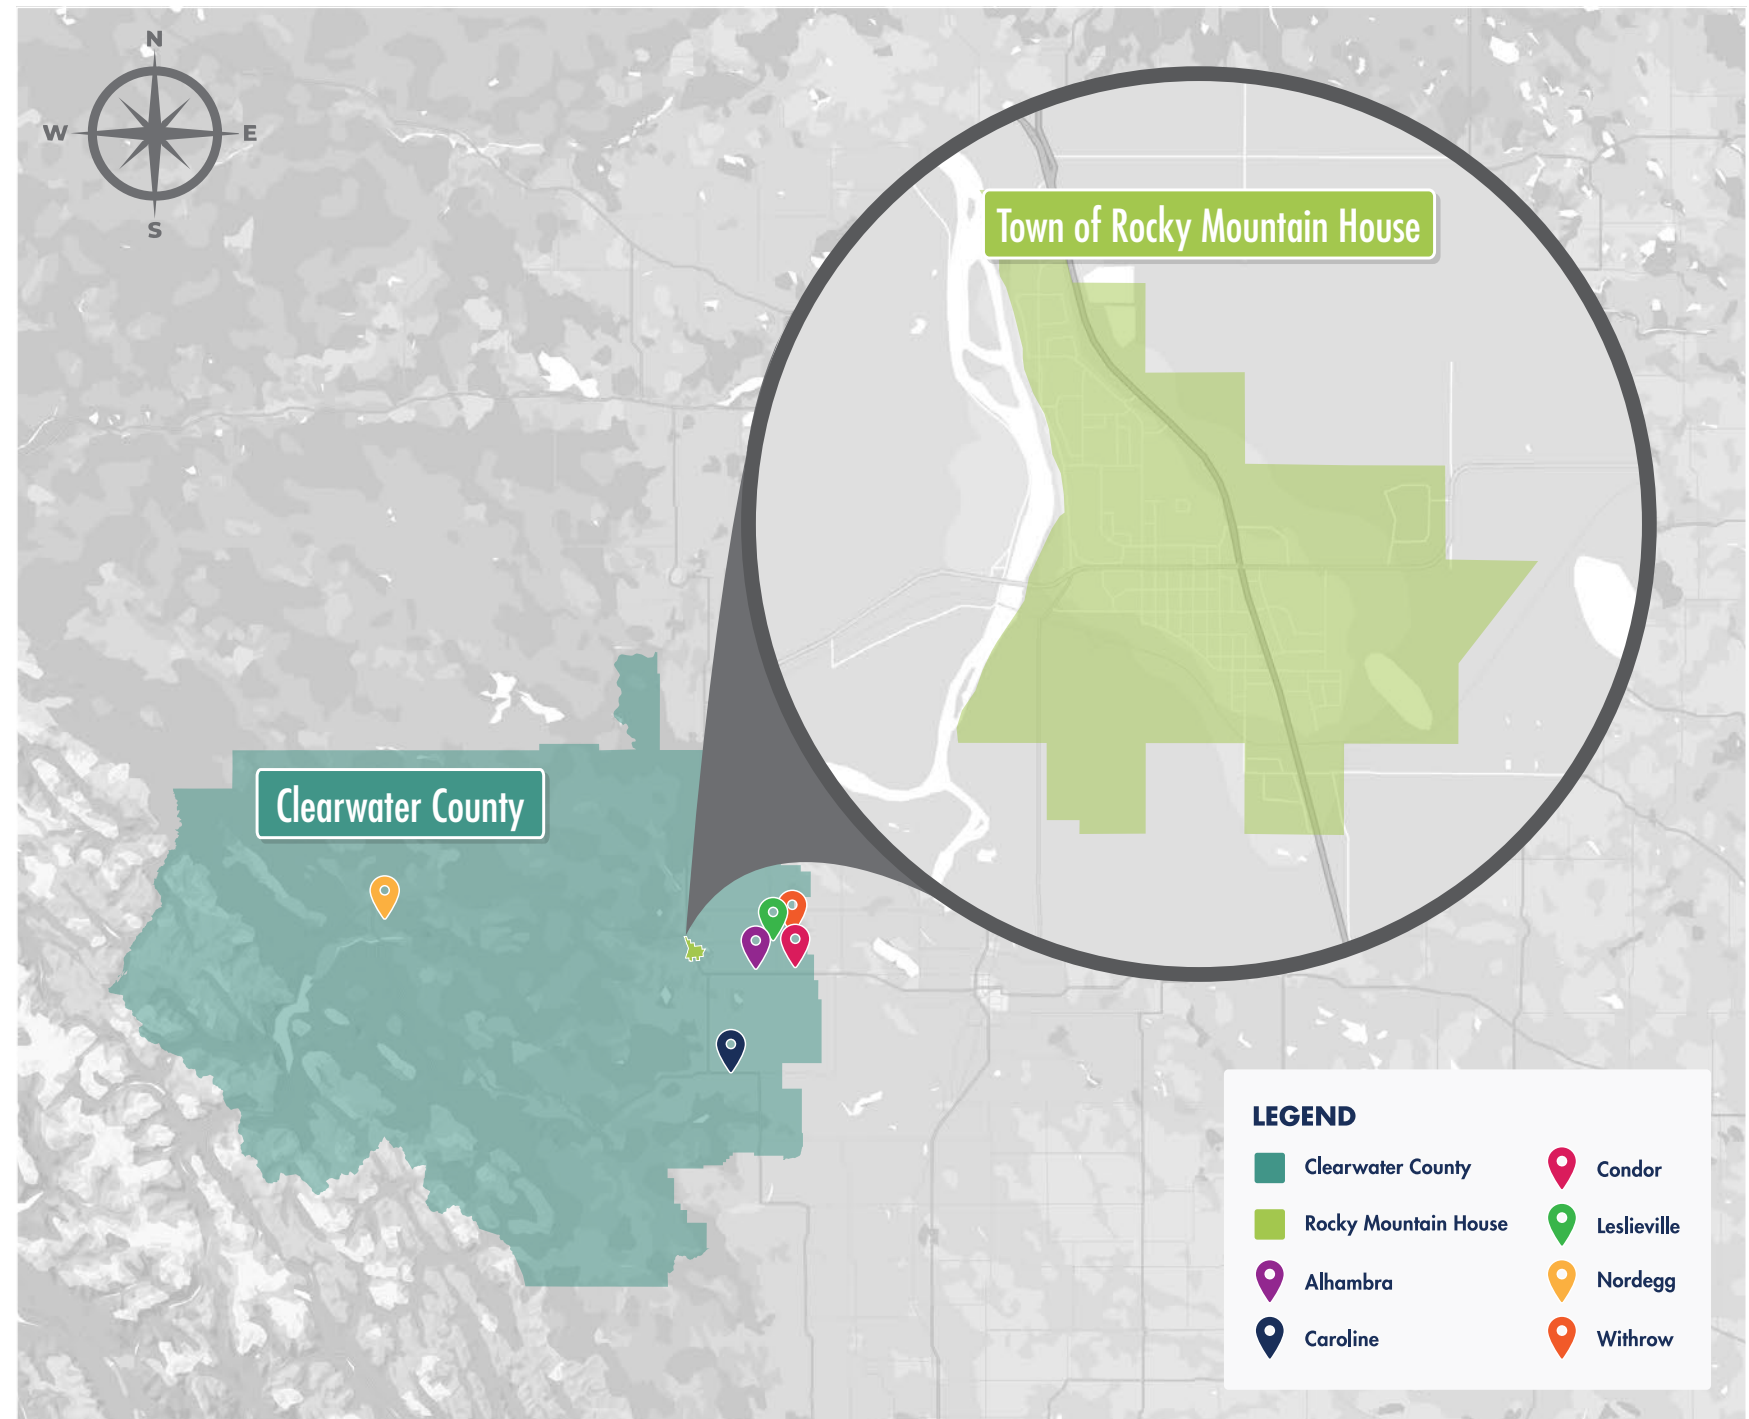 N
W
E
S
Town of Rocky Mountain House
Clearwater County
LEGEND
Clearwater County
Rocky Mountain House
Alhambra
Caroline
Condor
Leslieville
Nordegg
Withrow